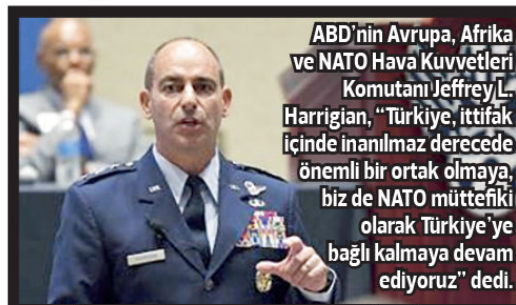 ABD’nin Avrupa, Afrika
ve NATO Hava Kuvvetleri
Komutanı Jeffrey L.
Harrigian, “Türkiye, ittifak
içinde inanılmaz derecede
önemli bir ortak olmaya,
biz de NATO müttefiki
olarak Türkiye’ye
bağlı kalmaya devam
ediyoruz” dedi.